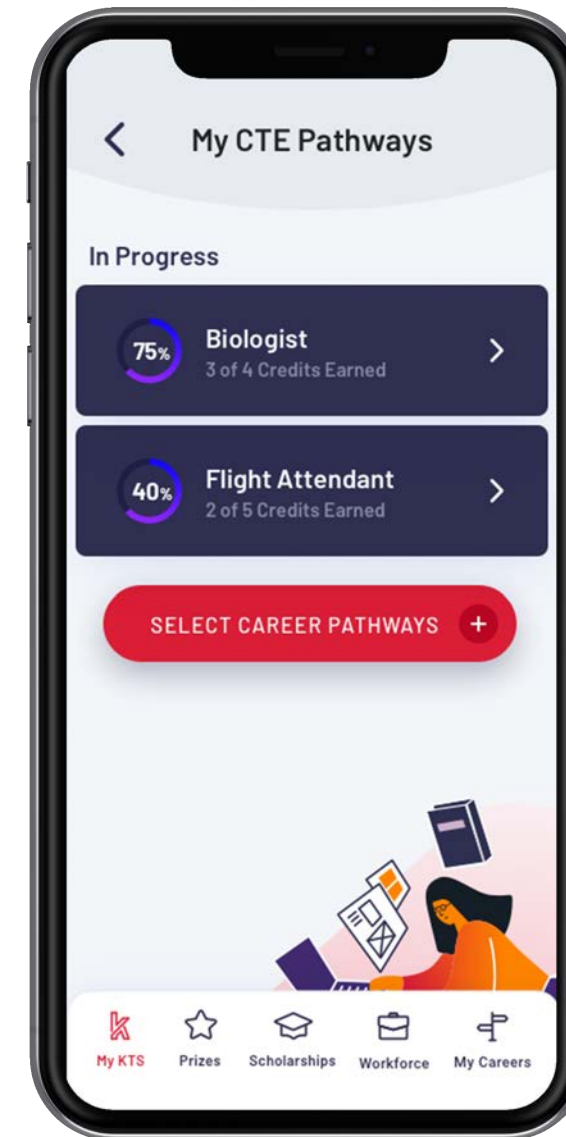 My CTE Pathways
In Progress
75%
Biologist
3 of 4 Credits Earned
40%
Flight Attendant
2 of 5 Credits Earned
SELECT CAREER PATHWAYS +
My KTS
Prizes
Scholarships
Workforce
My Careers